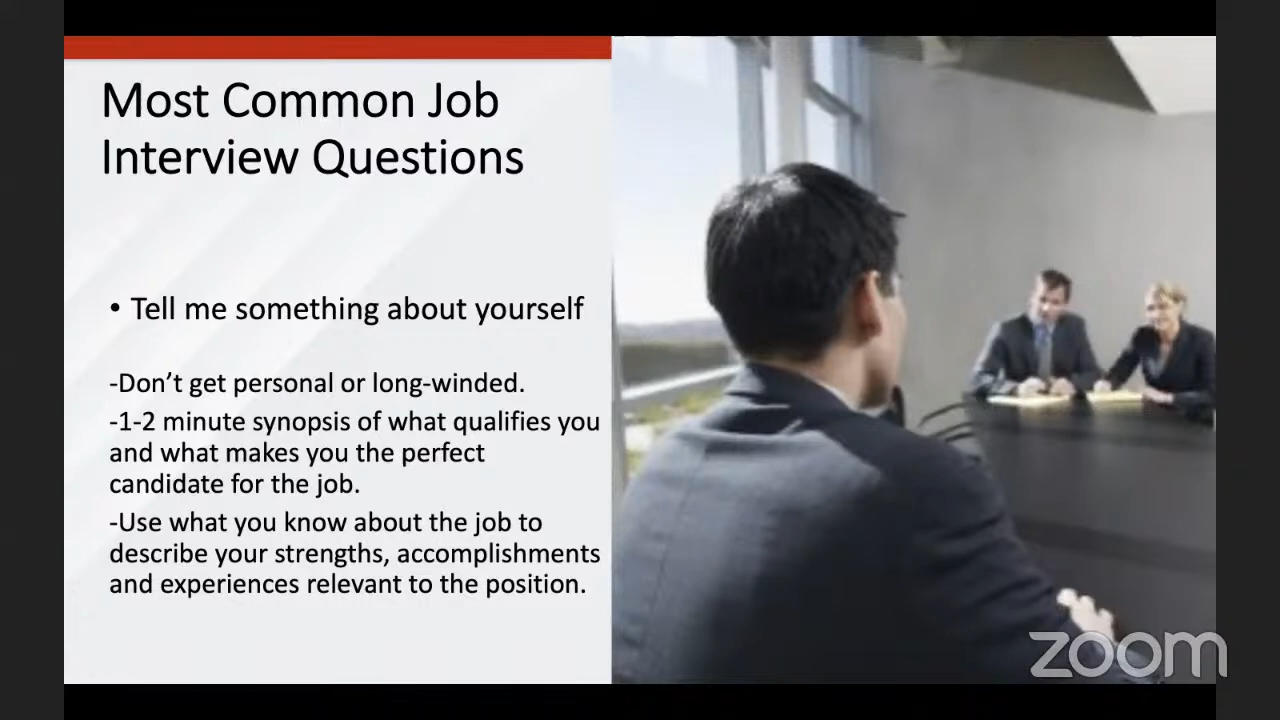 Most Common Job
Interview Questions
• Tell me something about yourself
-Don’t get personal or long-winded.
-1-2 minute synopsis of what qualifies you
and what makes you the perfect
candidate for the job.
-Use what you know about the job to
describe your strengths, accomplishments
and experiences relevant to the position.
zoom